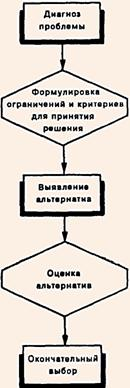 Диагноз
проблемы
Формулировка
ограничений и критериев
для принятия
решения
Выявление
альтернатив
Оценка
альтернатив
Окончательный
выбор